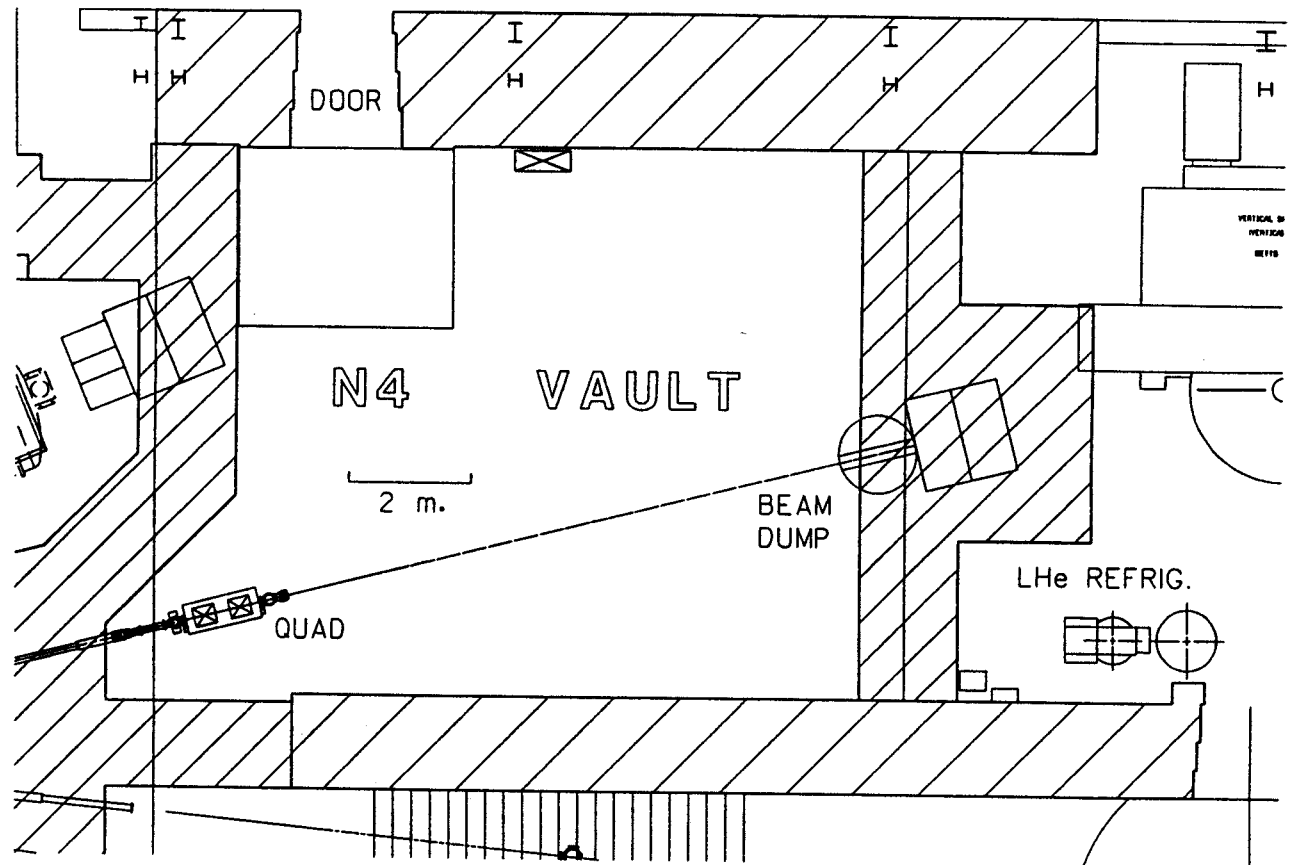 DOOR
N4 VAULT
2 m.
BEAM
DUMP
QUAD
LHe REFRIG.